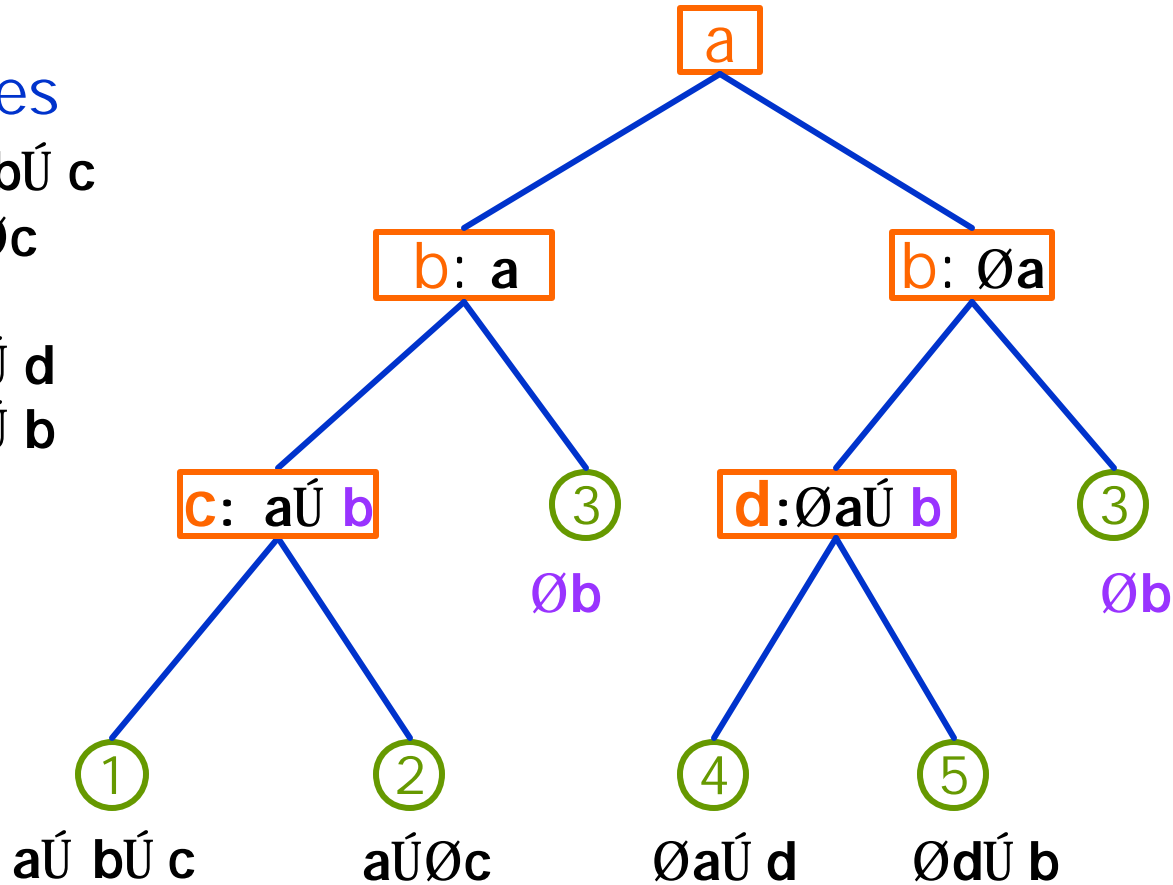 a
es
bÚ c
Øc
b: a
b: Øa
Ú d
Ú b
c: aÚ b
3
d:ØaÚ b
3
Øb
Øb
1
2
4
5
aÚ bÚ c
aÚØc
ØaÚ d
ØdÚ b